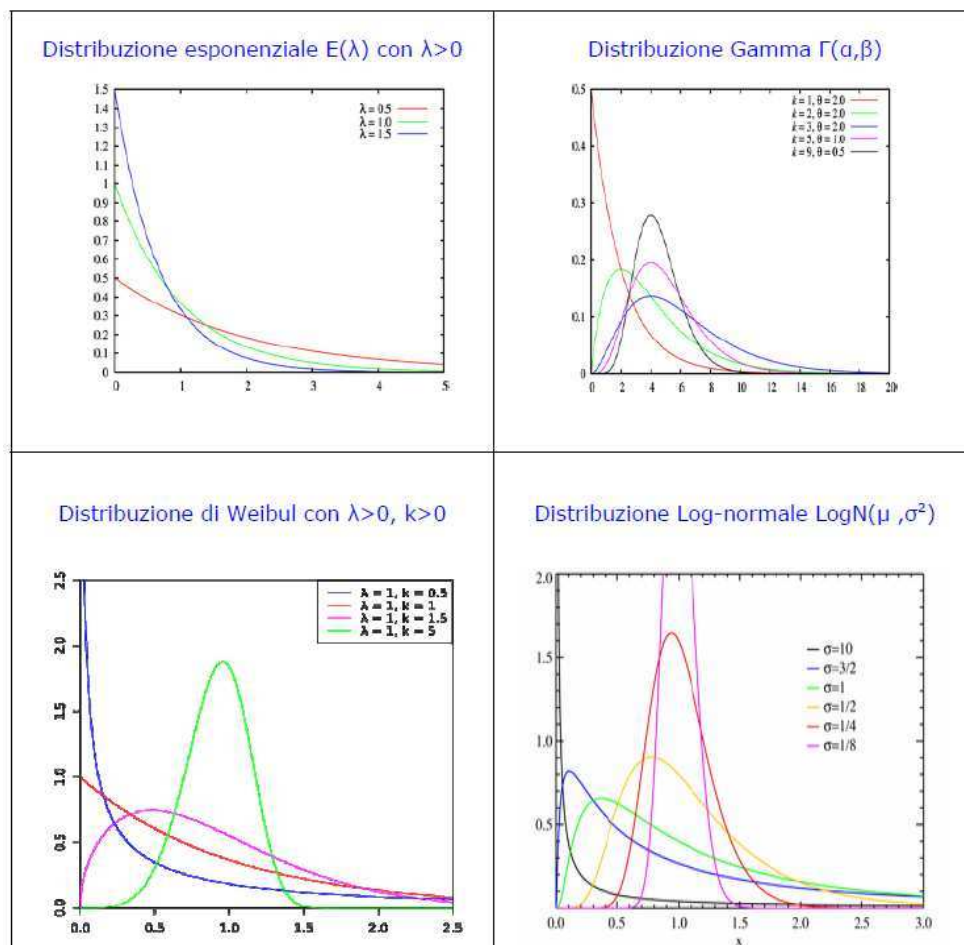 Distribuzione esponenziale E(λ) con λ>0
1.5
1.4
1.3
1.2
1.1
1
0.9
0.8
0.7
0.6
0.5
0.4
0.3
0.2
0.1
0
λ = 0.5
λ = 1.0
λ = 1.5
0 1 2 3 4 5
Distribuzione Gamma Γ(α,β)
0.5
0.4
0.3
0.2
0.1
0
k = 1, θ = 2.0
k = 2, θ = 2.0
k = 3, θ = 2.0
k = 5, θ = 1.0
k = 9, θ = 0.5
0 2 4 6 8 10 12 14 16 18 20
Distribuzione di Weibul con λ>0, k>0
2.5
2.0
1.5
1.0
0.5
0.0
λ = 1, k = 0.5
λ = 1, k = 1
λ = 1, k = 1.5
λ = 1, k = 5
0.0 0.5 1.0 1.5 2.0 2.5
Distribuzione Log-normale LogN(μ ,σ²)
2.0
1.5
1.0
0.5
σ=10
σ=3/2
σ=1
σ=1/2
σ=1/4
σ=1/8
0.0 0.5 1.0 1.5 2.0 2.5 3.0
x